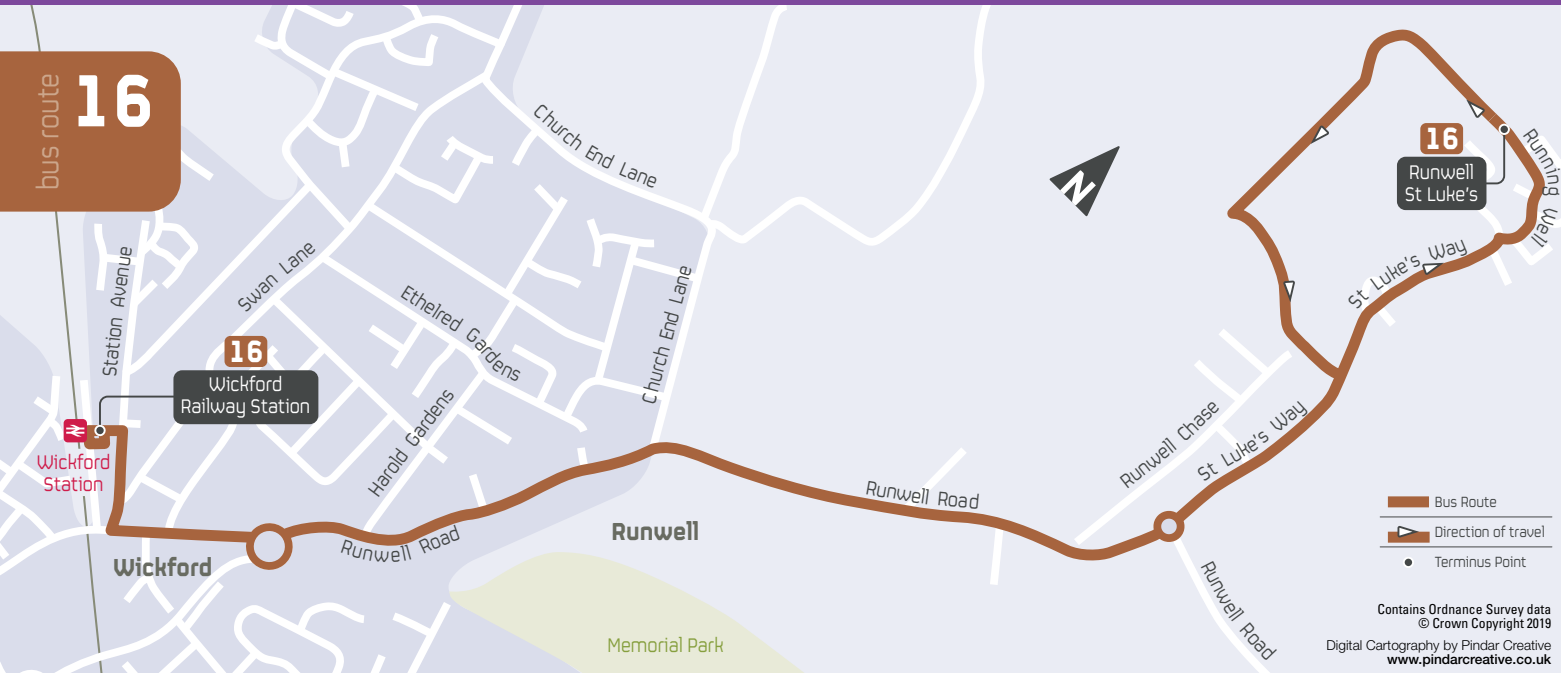 bus route
16
Church End Lane
Station Avenue
Swan Lane
Ethelred Gardens
Church End Lane
16
Wickford
Railway Station
Harold Gardens
Wickford
Station
Wickford
Runwell Road
Runwell
Memorial Park
Runwell Road
N
Runwell Chase
St Luke's Way
Runwell Road
St Luke's Way
16
Runwell
St Luke's
Running Well
Bus Route
Direction of travel
Terminus Point
Contains Ordnance Survey data
© Crown Copyright 2019
Digital Cartography by Pindar Creative
www.pindarcreative.co.uk